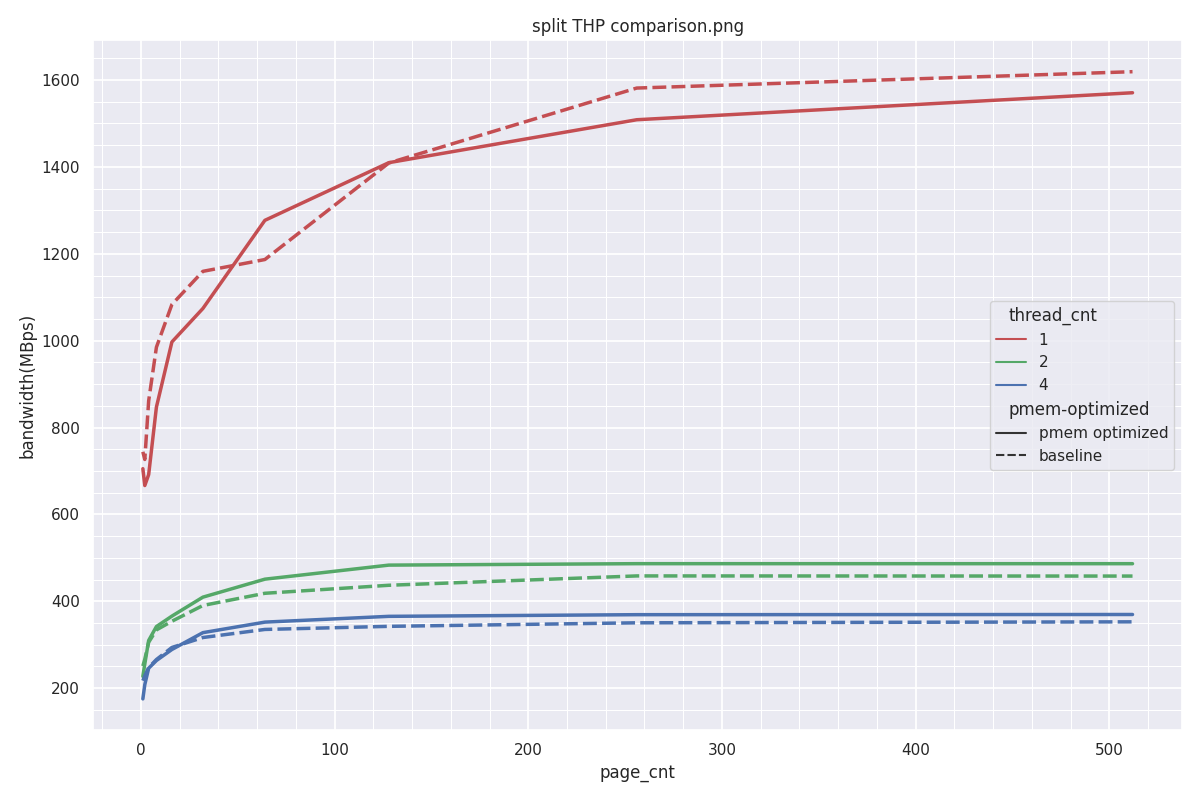 split THP comparison.png
bandwidth(MBps)
1600
1400
1200
1000
800
600
400
200
thread_cnt
1
2
4
pmem-optimized
pmem optimized
baseline
0 100 200 300 400 500
page_cnt